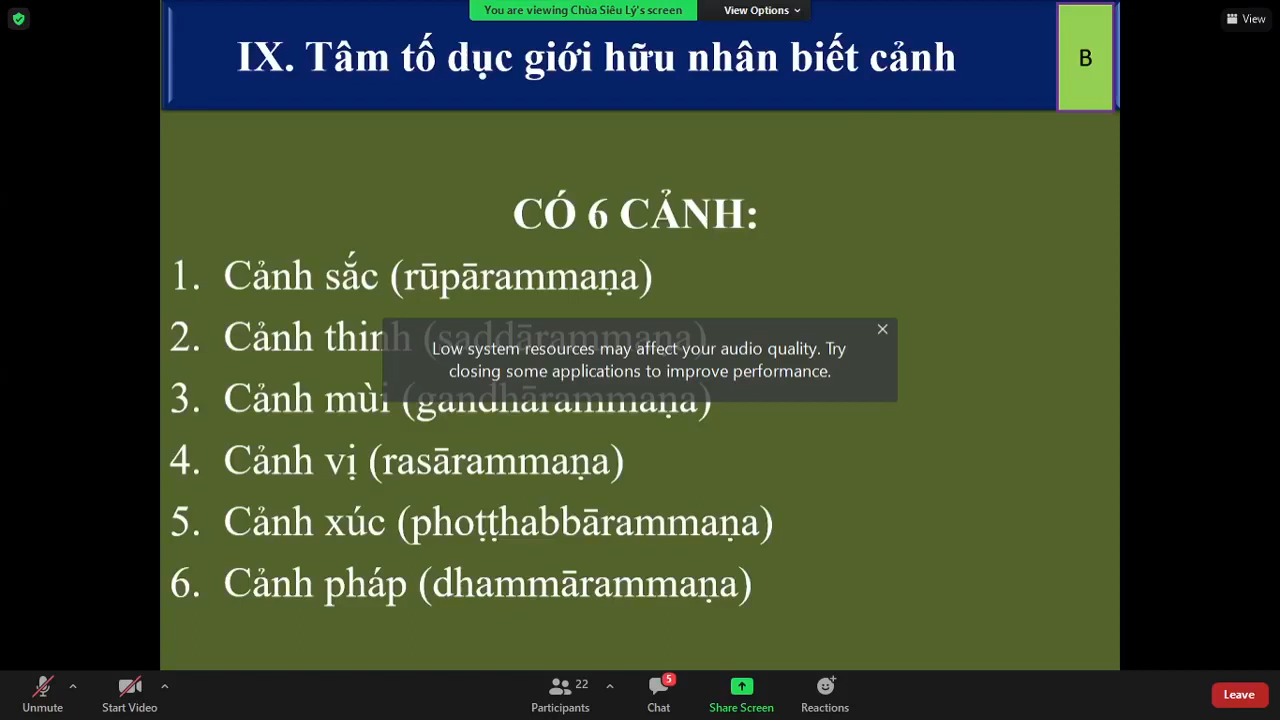 You are viewing Chùa Siêu Lý's screen
View Options
View
IX. Tâm tố dục giới hữu nhân biết cảnh
B
CÓ 6 CẢNH:
1. Cảnh sắc (rūpārammaṇa)
2. Cảnh thinh (saddārammaṇa)
Low system resources may affect your audio quality. Try
closing some applications to improve performance.
3. Cảnh mùi (gandhārammaṇa)
4. Cảnh vị (rasārammaṇa)
5. Cảnh xúc (phoṭṭhabbārammaṇa)
6. Cảnh pháp (dhammārammaṇa)
22
5
Unmute
Start Video
Participants
Chat
Share Screen
Reactions
Leave